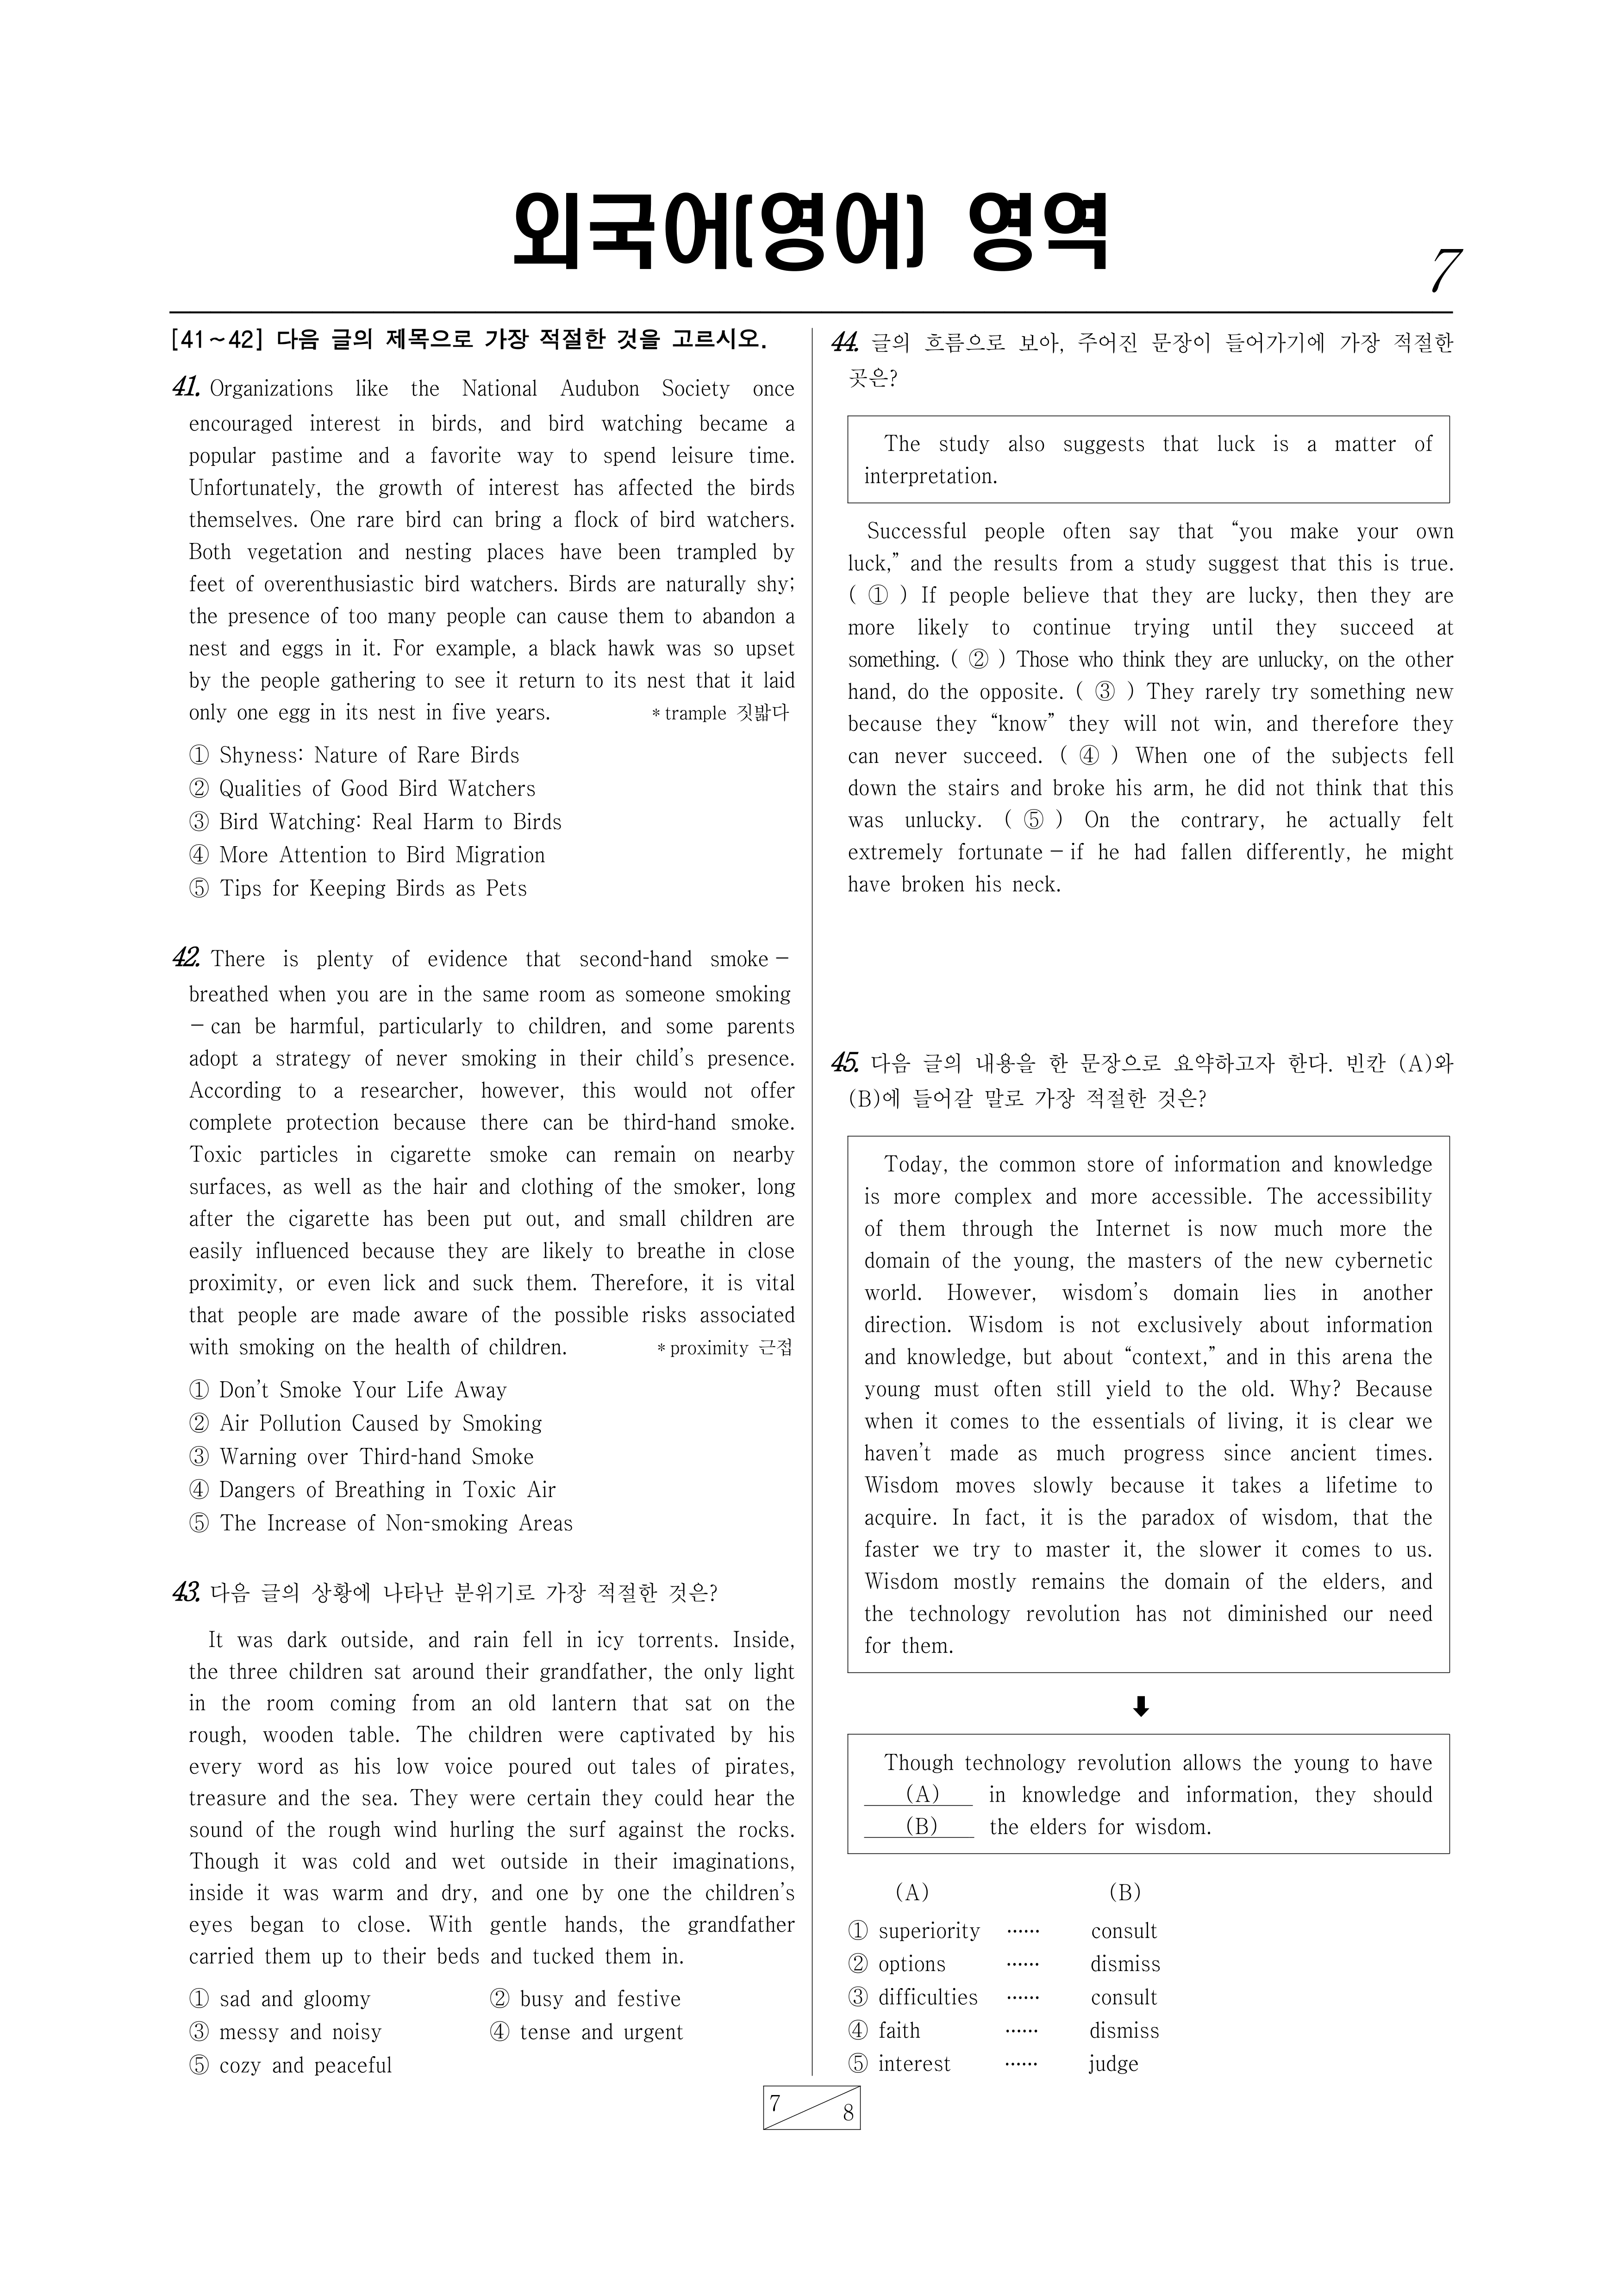 외국어(영어) 영역
7
[41~42] 다음 글의 제목으로 가장 적절한 것을 고르시오.
41. Organizations like the National Audubon Society once
encouraged interest in birds, and bird watching became a
popular pastime and a favorite way to spend leisure time.
Unfortunately, the growth of interest has affected the birds
themselves. One rare bird can bring a flock of bird watchers.
Both vegetation and nesting places have been trampled by
feet of overenthusiastic bird watchers. Birds are naturally shy;
the presence of too many people can cause them to abandon a
nest and eggs in it. For example, a black hawk was so upset
by the people gathering to see it return to its nest that it laid
only one egg in its nest in five years. * trample 짓밟다
① Shyness: Nature of Rare Birds
② Qualities of Good Bird Watchers
③ Bird Watching: Real Harm to Birds
④ More Attention to Bird Migration
⑤ Tips for Keeping Birds as Pets
42. There is plenty of evidence that second-hand smoke —
breathed when you are in the same room as someone smoking
— can be harmful, particularly to children, and some parents
adopt a strategy of never smoking in their child's presence.
According to a researcher, however, this would not offer
complete protection because there can be third-hand smoke.
Toxic particles in cigarette smoke can remain on nearby
surfaces, as well as the hair and clothing of the smoker, long
after the cigarette has been put out, and small children are
easily influenced because they are likely to breathe in close
proximity, or even lick and suck them. Therefore, it is vital
that people are made aware of the possible risks associated
with smoking on the health of children. * proximity 근접
① Don't Smoke Your Life Away
② Air Pollution Caused by Smoking
③ Warning over Third-hand Smoke
④ Dangers of Breathing in Toxic Air
⑤ The Increase of Non-smoking Areas
43. 다음 글의 상황에 나타난 분위기로 가장 적절한 것은?
It was dark outside, and rain fell in icy torrents. Inside,
the three children sat around their grandfather, the only light
in the room coming from an old lantern that sat on the
rough, wooden table. The children were captivated by his
every word as his low voice poured out tales of pirates,
treasure and the sea. They were certain they could hear the
sound of the rough wind hurling the surf against the rocks.
Though it was cold and wet outside in their imaginations,
inside it was warm and dry, and one by one the children's
eyes began to close. With gentle hands, the grandfather
carried them up to their beds and tucked them in.
① sad and gloomy ② busy and festive
③ messy and noisy ④ tense and urgent
⑤ cozy and peaceful
44. 글의 흐름으로 보아, 주어진 문장이 들어가기에 가장 적절한
곳은?
The study also suggests that luck is a matter of
interpretation.
Successful people often say that “you make your own
luck,” and the results from a study suggest that this is true.
( ① ) If people believe that they are lucky, then they are
more likely to continue trying until they succeed at
something. ( ② ) Those who think they are unlucky, on the other
hand, do the opposite. ( ③ ) They rarely try something new
because they “know” they will not win, and therefore they
can never succeed. ( ④ ) When one of the subjects fell
down the stairs and broke his arm, he did not think that this
was unlucky. ( ⑤ ) On the contrary, he actually felt
extremely fortunate — if he had fallen differently, he might
have broken his neck.
45. 다음 글의 내용을 한 문장으로 요약하고자 한다. 빈칸 (A)와
(B)에 들어갈 말로 가장 적절한 것은?
Today, the common store of information and knowledge
is more complex and more accessible. The accessibility
of them through the Internet is now much more the
domain of the young, the masters of the new cybernetic
world. However, wisdom's domain lies in another
direction. Wisdom is not exclusively about information
and knowledge, but about “context,” and in this arena the
young must often still yield to the old. Why? Because
when it comes to the essentials of living, it is clear we
haven't made as much progress since ancient times.
Wisdom moves slowly because it takes a lifetime to
acquire. In fact, it is the paradox of wisdom, that the
faster we try to master it, the slower it comes to us.
Wisdom mostly remains the domain of the elders, and
the technology revolution has not diminished our need
for them.
Though technology revolution allows the young to have
(A) in knowledge and information, they should
(B) the elders for wisdom.
(A) (B)
① superiority ······ consult
② options ······ dismiss
③ difficulties ······ consult
④ faith ······ dismiss
⑤ interest ······ judge
7
8